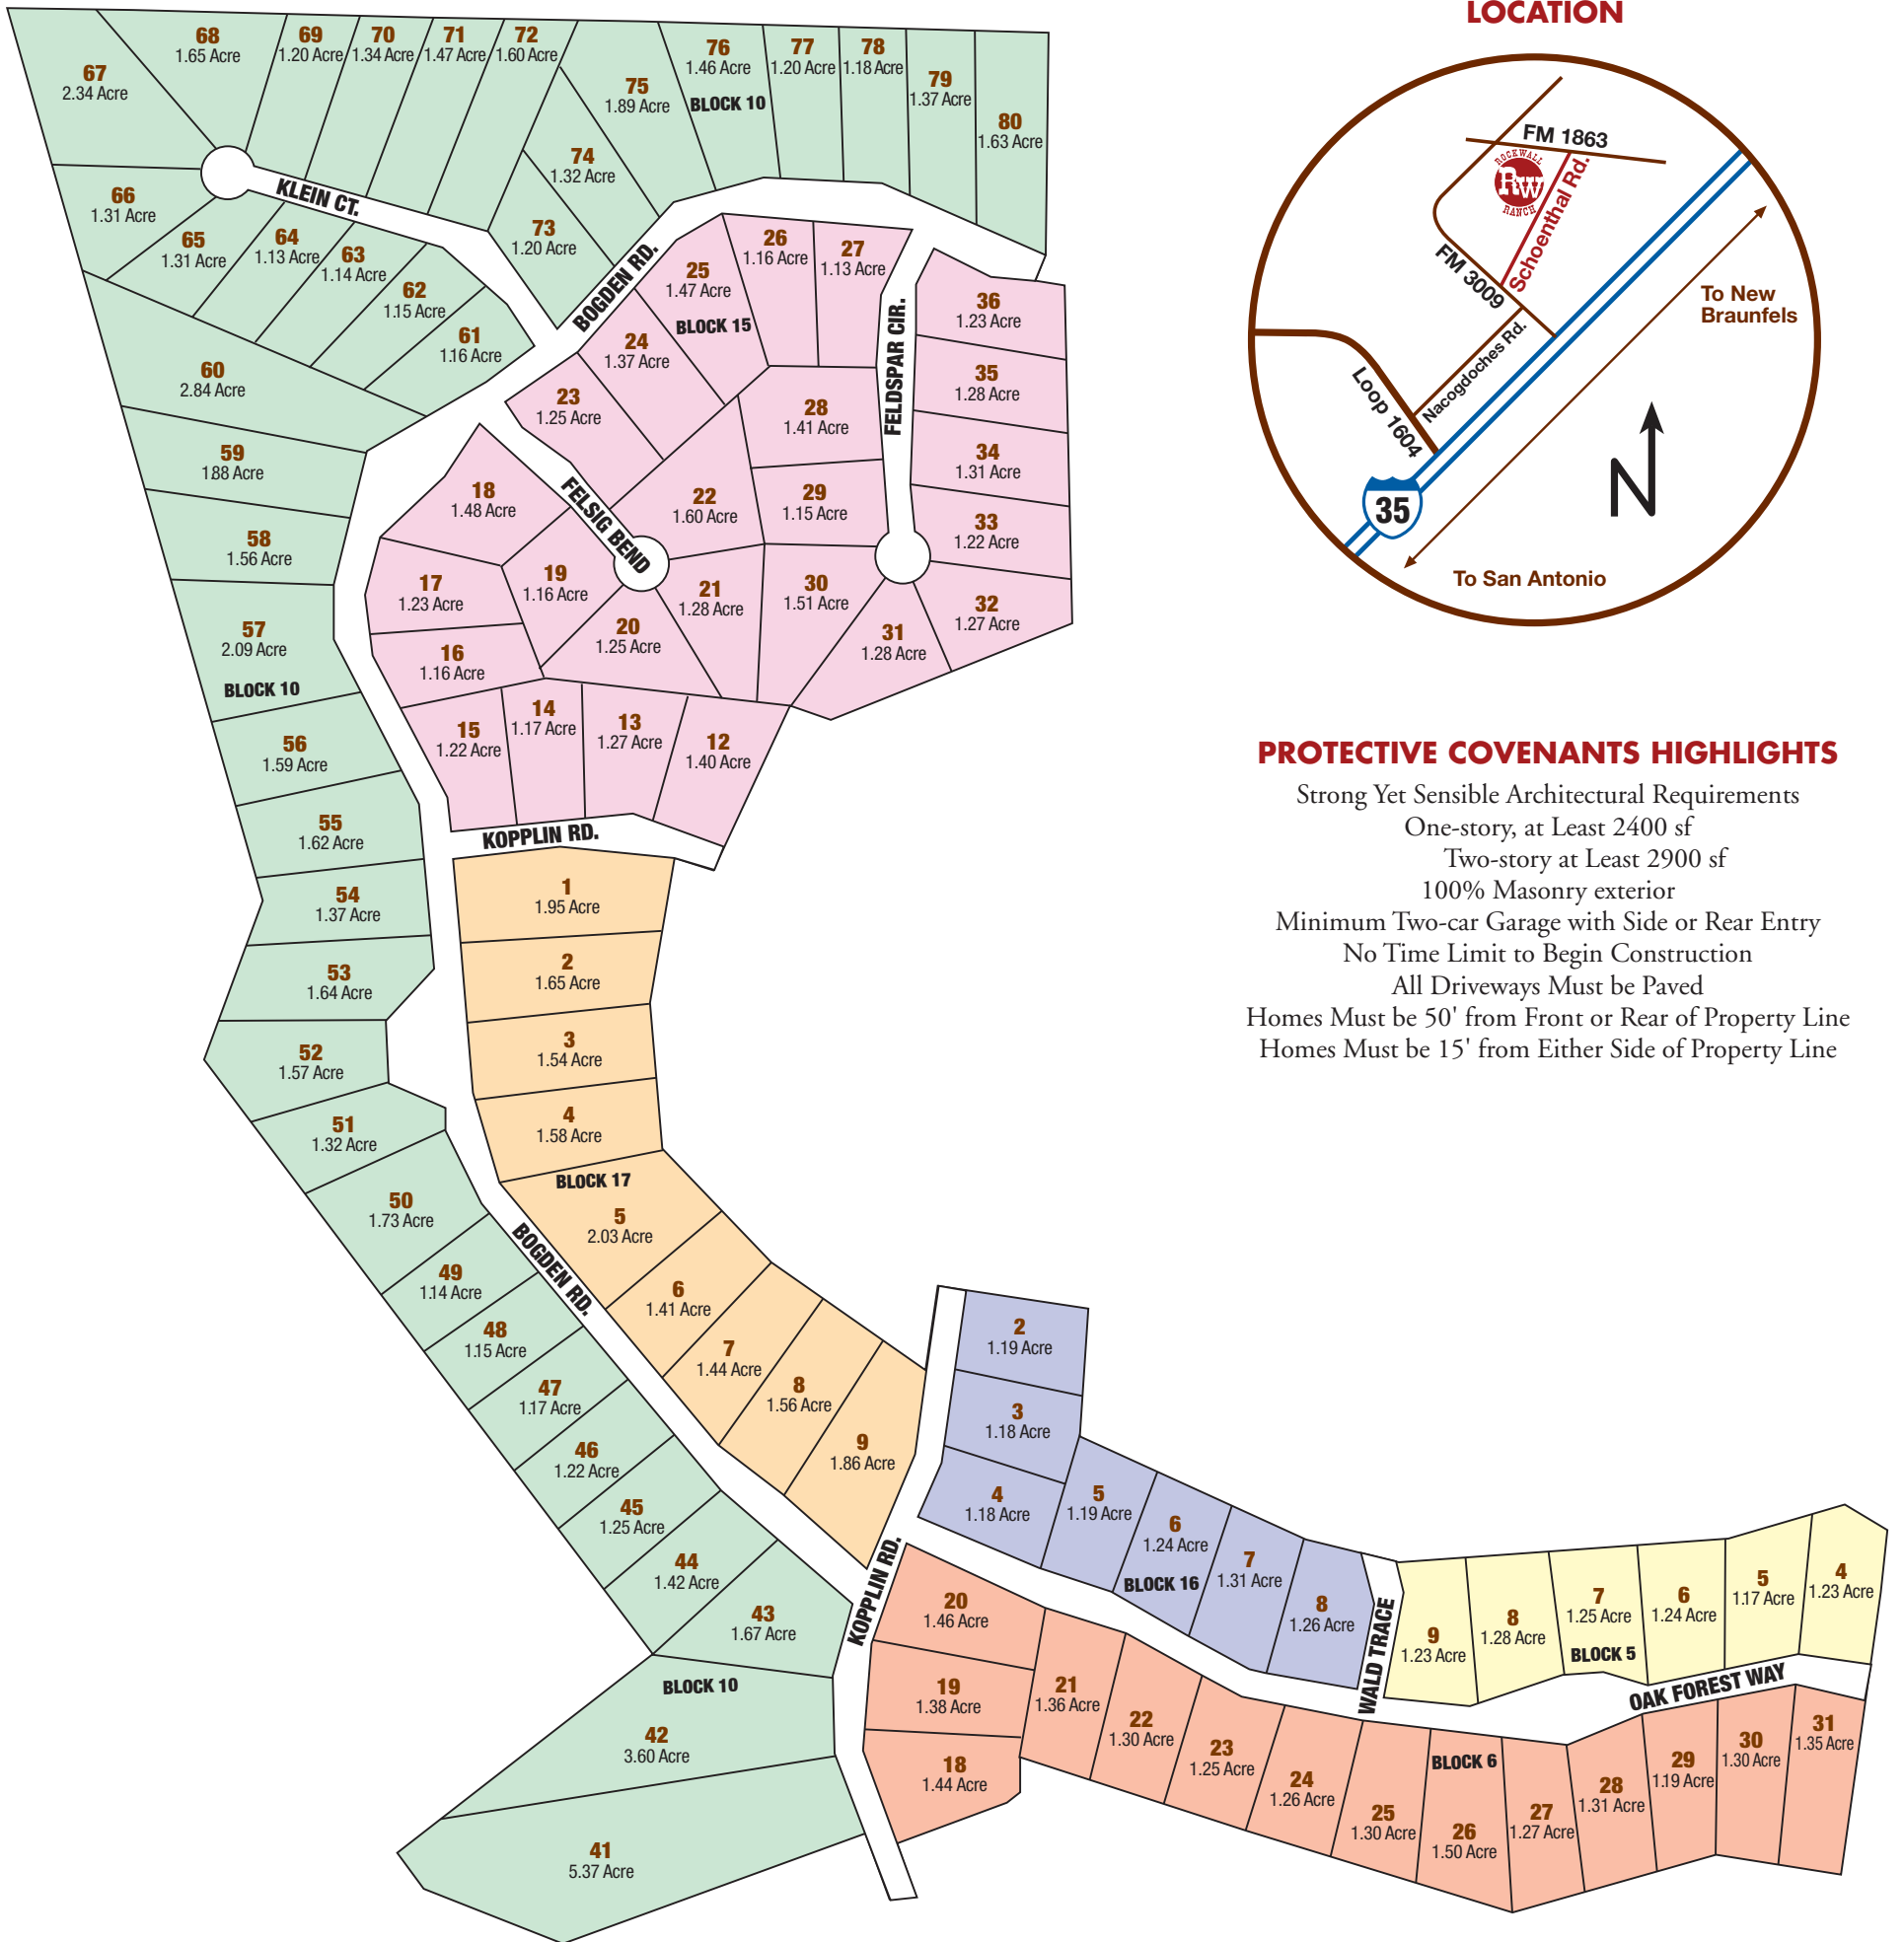 LOCATION
FM 1863
ROCKWALL
RW
RANCH
Schoenthal Rd.
FM 3009
To New
Braunfels
Nacogdoches Rd.
Loop 1604
35
N
To San Antonio
PROTECTIVE COVENANTS HIGHLIGHTS
Strong Yet Sensible Architectural Requirements
One-story, at Least 2400 sf
Two-story at Least 2900 sf
100% Masonry exterior
Minimum Two-car Garage with Side or Rear Entry
No Time Limit to Begin Construction
All Driveways Must be Paved
Homes Must be 50' from Front or Rear of Property Line
Homes Must be 15' from Either Side of Property Line
67
2.34 Acre
68
1.65 Acre
69
1.20 Acre
70
1.34 Acre
71
1.47 Acre
72
1.60 Acre
75
1.89 Acre
76
1.46 Acre
BLOCK 10
77
1.20 Acre
78
1.18 Acre
79
1.37 Acre
80
1.63 Acre
74
1.32 Acre
73
1.20 Acre
KLEIN CT.
66
1.31 Acre
65
1.31 Acre
64
1.13 Acre
63
1.14 Acre
62
1.15 Acre
61
1.16 Acre
60
2.84 Acre
59
1.88 Acre
58
1.56 Acre
57
2.09 Acre
BLOCK 10
56
1.59 Acre
55
1.62 Acre
54
1.37 Acre
53
1.64 Acre
52
1.57 Acre
51
1.32 Acre
50
1.73 Acre
49
1.14 Acre
48
1.15 Acre
47
1.17 Acre
46
1.22 Acre
45
1.25 Acre
44
1.42 Acre
43
1.67 Acre
BLOCK 10
42
3.60 Acre
41
5.37 Acre
BOGDEN RD.
25
1.47 Acre
BLOCK 15
26
1.16 Acre
27
1.13 Acre
24
1.37 Acre
23
1.25 Acre
28
1.41 Acre
29
1.15 Acre
22
1.60 Acre
FELDSPAR CIR.
36
1.23 Acre
35
1.28 Acre
34
1.31 Acre
33
1.22 Acre
32
1.27 Acre
31
1.28 Acre
30
1.51 Acre
21
1.28 Acre
20
1.25 Acre
19
1.16 Acre
FELSIG BEND
18
1.48 Acre
17
1.23 Acre
16
1.16 Acre
15
1.22 Acre
14
1.17 Acre
13
1.27 Acre
12
1.40 Acre
KOPPLIN RD.
1
1.95 Acre
2
1.65 Acre
3
1.54 Acre
4
1.58 Acre
BLOCK 17
5
2.03 Acre
BOGDEN RD.
6
1.41 Acre
7
1.44 Acre
8
1.56 Acre
9
1.86 Acre
KOPPLIN RD.
2
1.19 Acre
3
1.18 Acre
4
1.18 Acre
5
1.19 Acre
6
1.24 Acre
BLOCK 16
7
1.31 Acre
8
1.26 Acre
WALD TRACE
9
1.23 Acre
8
1.28 Acre
7
1.25 Acre
BLOCK 5
6
1.24 Acre
5
1.17 Acre
4
1.23 Acre
OAK FOREST WAY
20
1.46 Acre
19
1.38 Acre
18
1.44 Acre
21
1.36 Acre
22
1.30 Acre
23
1.25 Acre
24
1.26 Acre
25
1.30 Acre
BLOCK 6
26
1.50 Acre
27
1.27 Acre
28
1.31 Acre
29
1.19 Acre
30
1.30 Acre
31
1.35 Acre